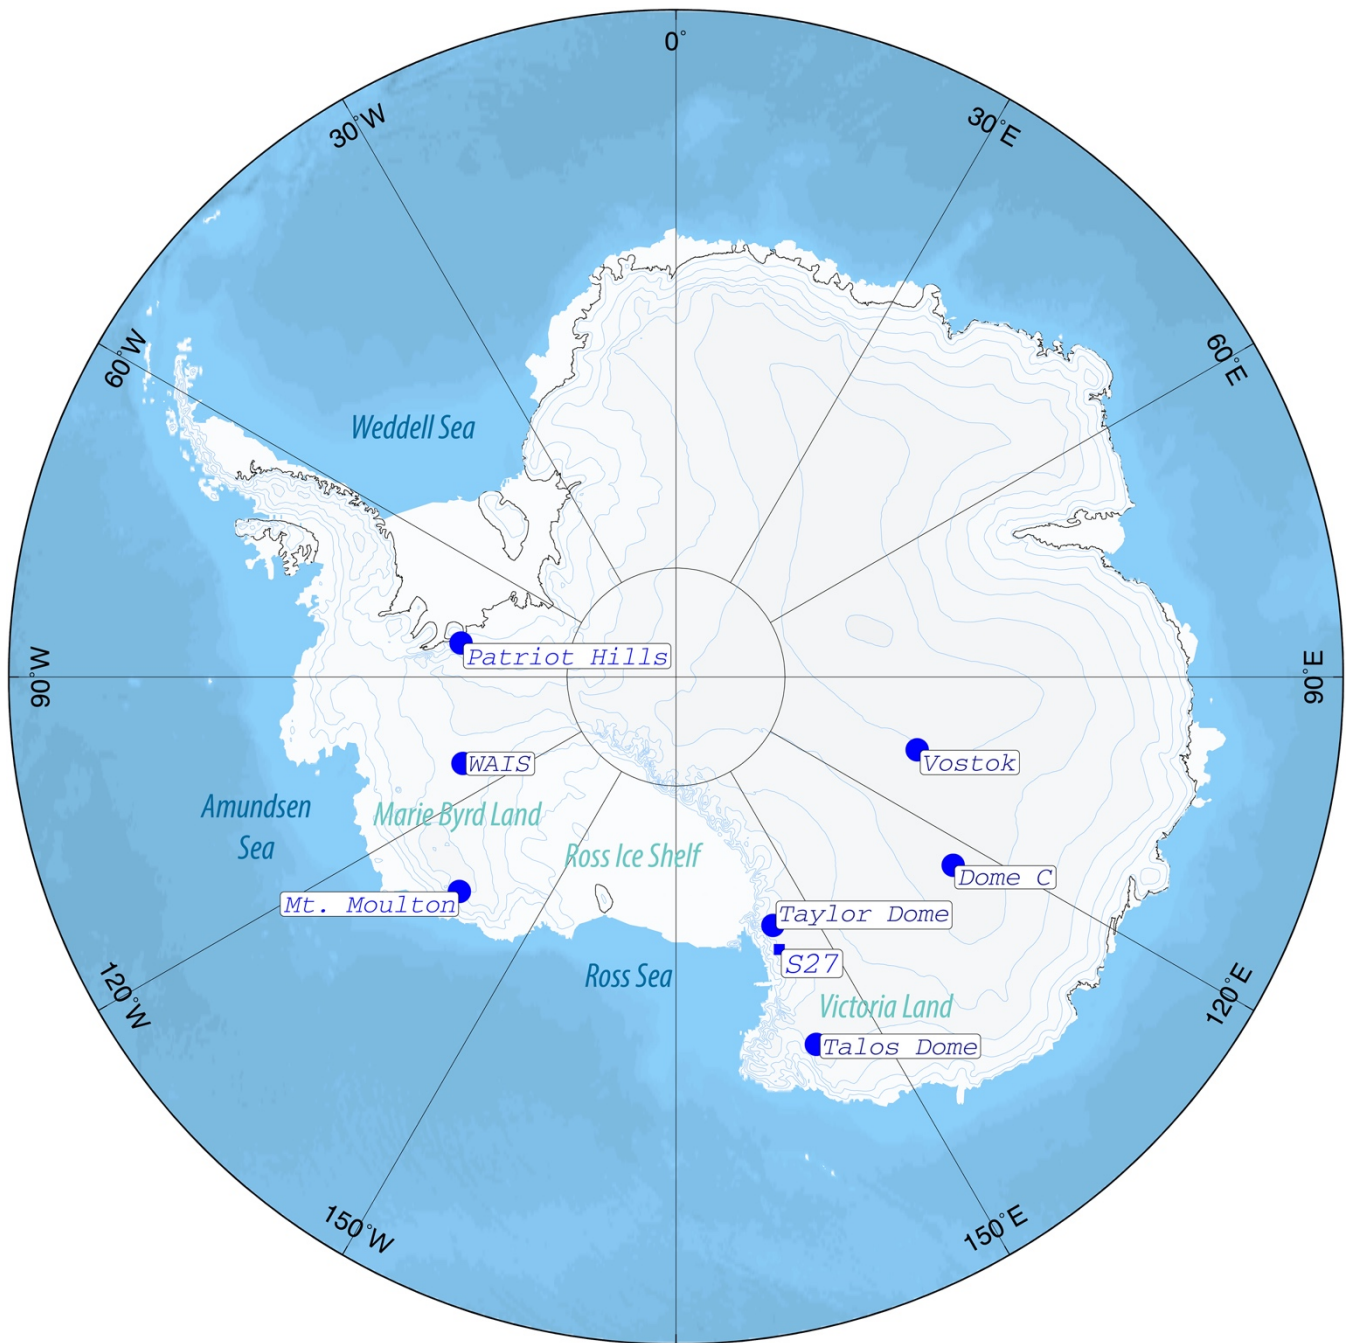 0°
30°W
30°E
60°W
60°E
Weddell Sea
90°W
Patriot Hills
90°E
WAIS
Vostok
Amundsen
Sea
Marie Byrd Land
Ross Ice Shelf
Dome C
Mt. Moulton
Taylor Dome
S27
Ross Sea
Victoria Land
120°W
120°E
Talos Dome
150°W
150°E